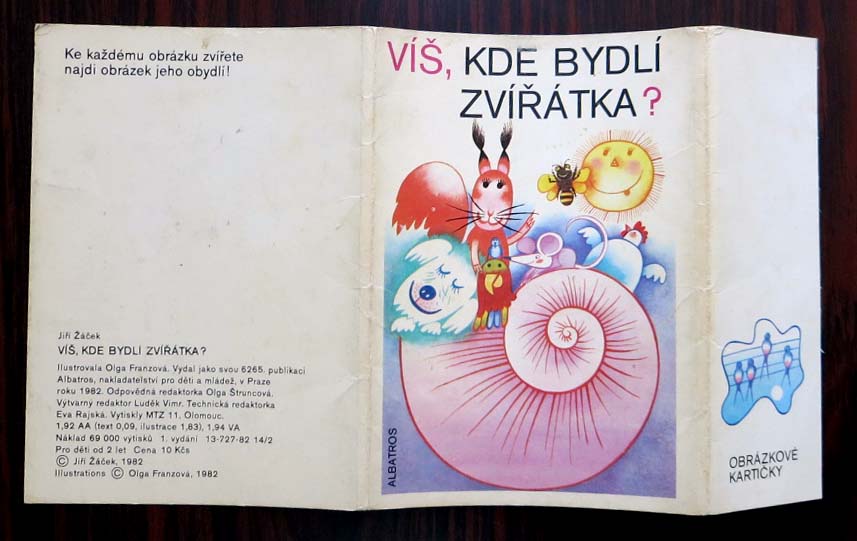 Ke každému obrázku zvířete
najdi obrázek jeho obydlí!
Jiří Žáček
VÍŠ, KDE BYDLÍ ZVÍŘÁTKA?
Ilustrovala Olga Franzová. Vydal jako svou 6265. publikaci
Albatros, nakladatelství pro děti a mládež, v Praze
roku 1982. Odpovědná redaktorka Olga Štruncová.
Výtvarný redaktor Luděk Vimr. Technická redaktorka
Eva Rajská. Vytiskly MTZ 11, Olomouc.
1,92 AA (text 0,09, ilustrace 1,83), 1,94 VA
Náklad 69 000 výtisků 1. vydání 13-727-82 14/2
Pro děti od 2 let Cena 10 Kčs
© Jiří Žáček, 1982
Illustrations © Olga Franzová, 1982
VÍŠ, KDE BYDLÍ
ZVÍŘÁTKA?
ALBATROS
OBRÁZKOVÉ
KARTIČKY